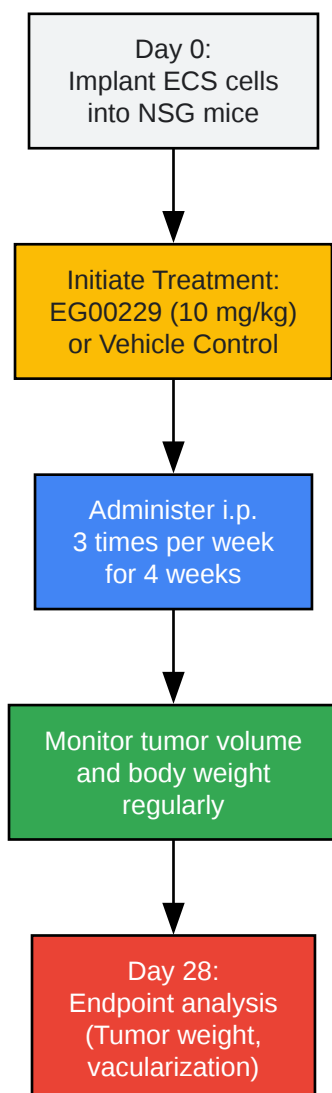 Day 0:
Implant ECS cells
into NSG mice
Initiate Treatment:
EG00229 (10 mg/kg)
or Vehicle Control
Administer i.p.
3 times per week
for 4 weeks
Monitor tumor volume
and body weight
regularly
Day 28:
Endpoint analysis
(Tumor weight,
vacularization)